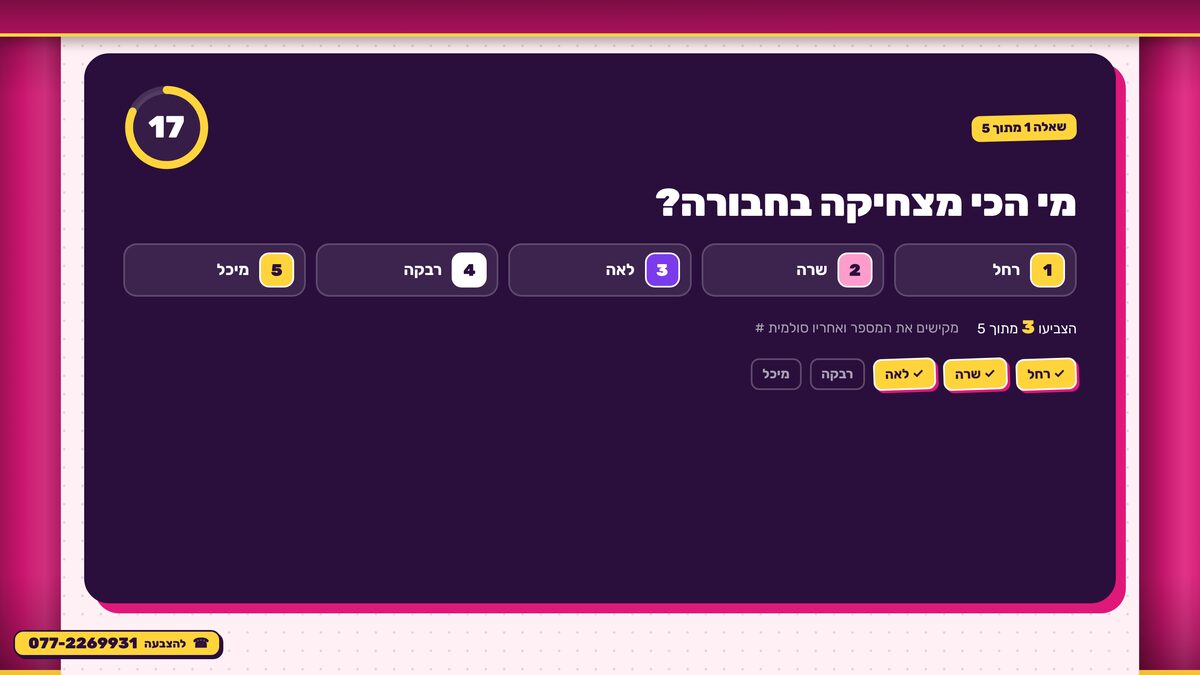 17
שאלה 1 מתוך 5
מי הכי מצחיקה בחבורה?
1 רחל
2 שרה
3 לאה
4 רבקה
5 מיכל
הצביעו 3 מתוך 5 מקישים את המספר ואחריו סולמית #
✓ רחל ✓ שרה ✓ לאה רבקה מיכל
☎ להצבעה 077-2269931